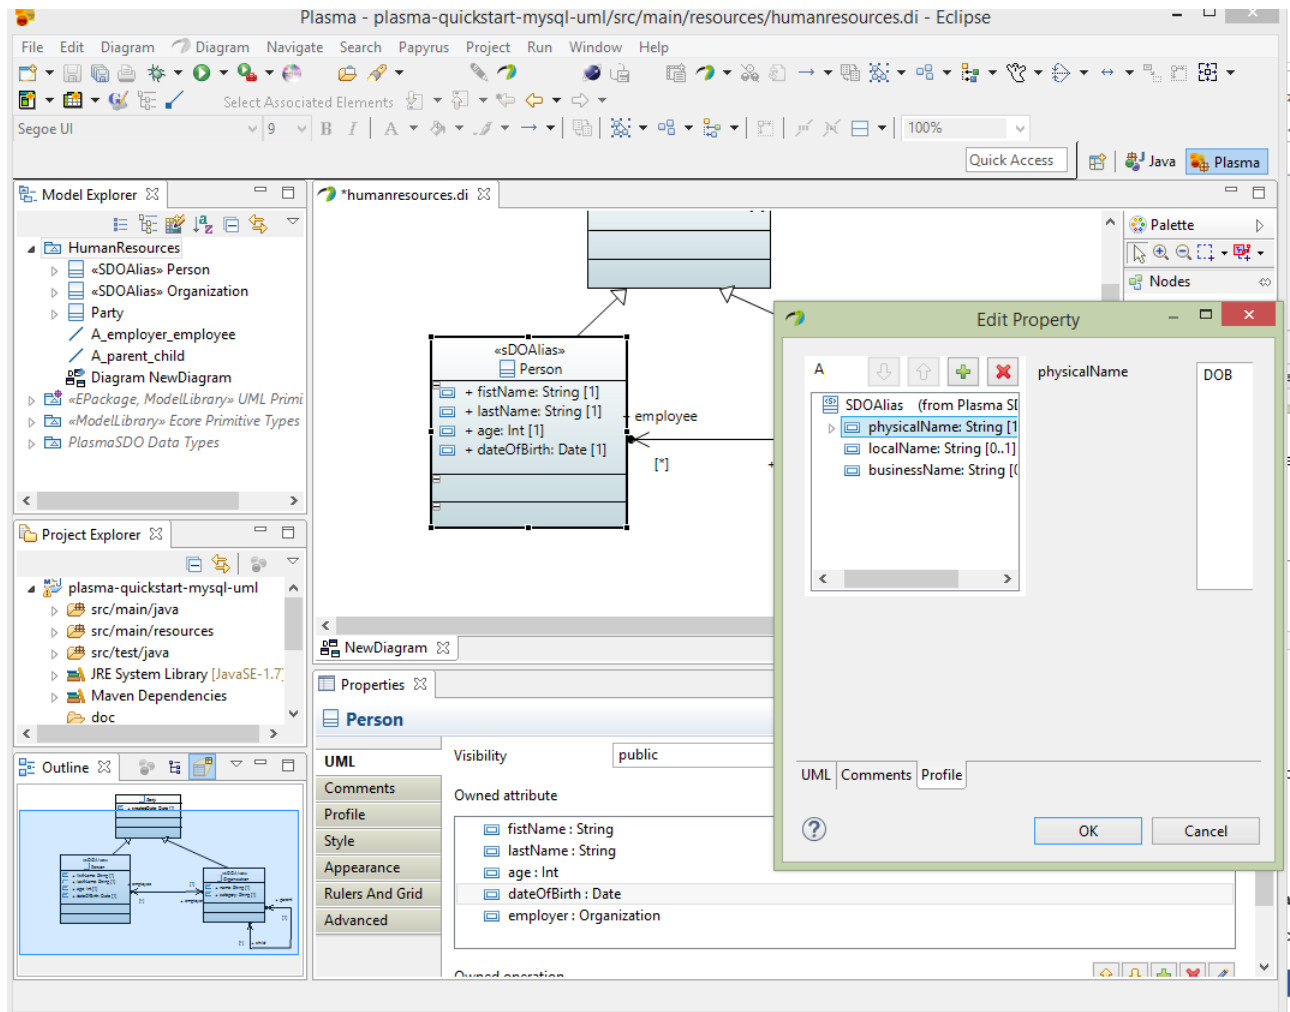 Plasma - plasma-quickstart-mysql-uml/src/main/resources/humanresources.di - Eclipse
File Edit Diagram Diagram Navigate Search Papyrus Project Run Window Help
Select Associated Elements
Segoe UI 9 B I A 100%
Quick Access Java Plasma
Model Explorer
HumanResources
«SDOAlias» Person
«SDOAlias» Organization
Party
A_employer_employee
A_parent_child
Diagram NewDiagram
«EPackage, ModelLibrary» UML Primi
«ModelLibrary» Ecore Primitive Types
PlasmaSDO Data Types
Project Explorer
plasma-quickstart-mysql-uml
src/main/java
src/main/resources
src/test/java
JRE System Library [JavaSE-1.7]
Maven Dependencies
doc
Outline
*humanresources.di
«sDOAlias»
Person
+ fistName: String [1]
+ lastName: String [1]
+ age: Int [1]
+ dateOfBirth: Date [1]
+ employee
[*]
NewDiagram
Palette
Nodes
Properties
Person
UML
Comments
Profile
Style
Appearance
Rulers And Grid
Advanced
Visibility public
Owned attribute
fistName : String
lastName : String
age : Int
dateOfBirth : Date
employer : Organization
Owned operation
Edit Property
A
SDOAlias (from Plasma SD
physicalName: String [1
localName: String [0..1]
businessName: String [0
physicalName
DOB
UML Comments Profile
OK Cancel